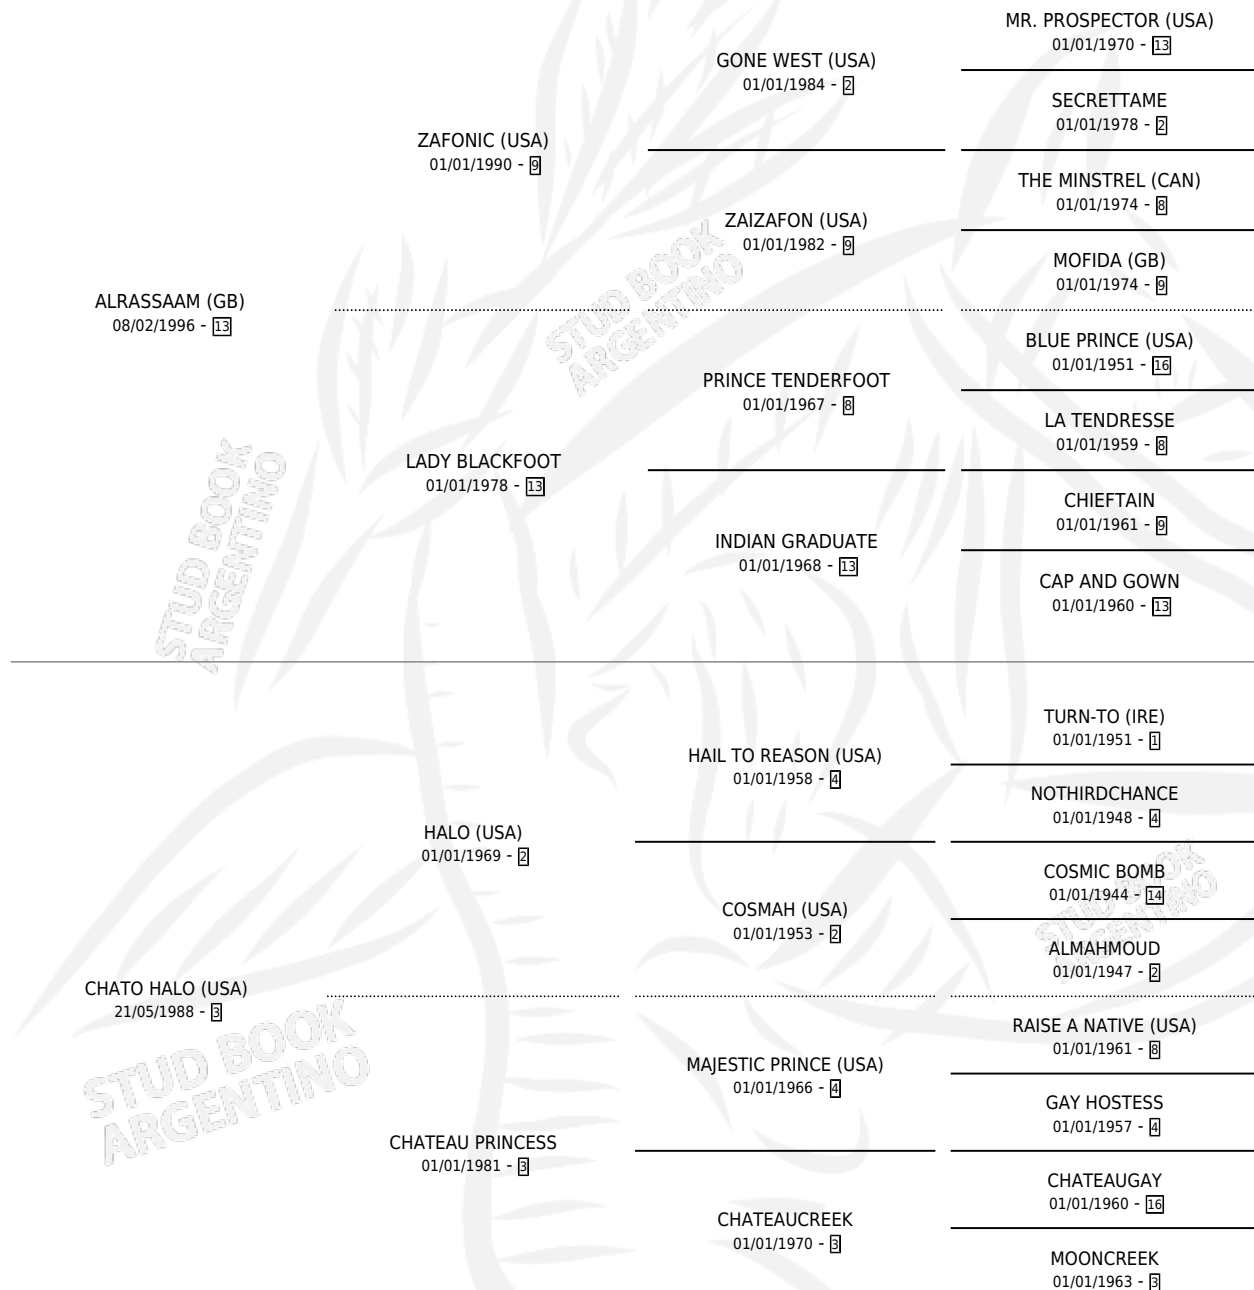 MR. PROSPECTOR (USA)
01/01/1970 - 13
GONE WEST (USA)
01/01/1984 - 2
SECRETTAME
01/01/1978 - 2
ZAFONIC (USA)
01/01/1990 - 9
THE MINSTREL (CAN)
01/01/1974 - 8
ZAIZAFON (USA)
01/01/1982 - 9
MOFIDA (GB)
01/01/1974 - 9
STUD BOOK
ARGENTINO
ALRASSAAM (GB)
08/02/1996 - 13
BLUE PRINCE (USA)
01/01/1951 - 16
PRINCE TENDERFOOT
01/01/1967 - 8
LA TENDRESSE
01/01/1959 - 8
LADY BLACKFOOT
01/01/1978 - 13
CHIEFTAIN
01/01/1961 - 9
INDIAN GRADUATE
01/01/1968 - 13
CAP AND GOWN
01/01/1960 - 13
STUD BOOK
ARGENTINO
TURN-TO (IRE)
01/01/1951 - 1
HAIL TO REASON (USA)
01/01/1958 - 4
NOTHIRDCHANCE
01/01/1948 - 4
HALO (USA)
01/01/1969 - 2
COSMIC BOMB
01/01/1944 - 14
COSMAH (USA)
01/01/1953 - 2
STUD BOOK
ARGENTINO
ALMAHMOUD
01/01/1947 - 2
CHATO HALO (USA)
21/05/1988 - 3
RAISE A NATIVE (USA)
01/01/1961 - 8
MAJESTIC PRINCE (USA)
01/01/1966 - 4
STUD BOOK
ARGENTINO
GAY HOSTESS
01/01/1957 - 4
CHATEAU PRINCESS
01/01/1981 - 3
CHATEAUGAY
01/01/1960 - 16
CHATEAUCREEK
01/01/1970 - 3
MOONCREEK
01/01/1963 - 3